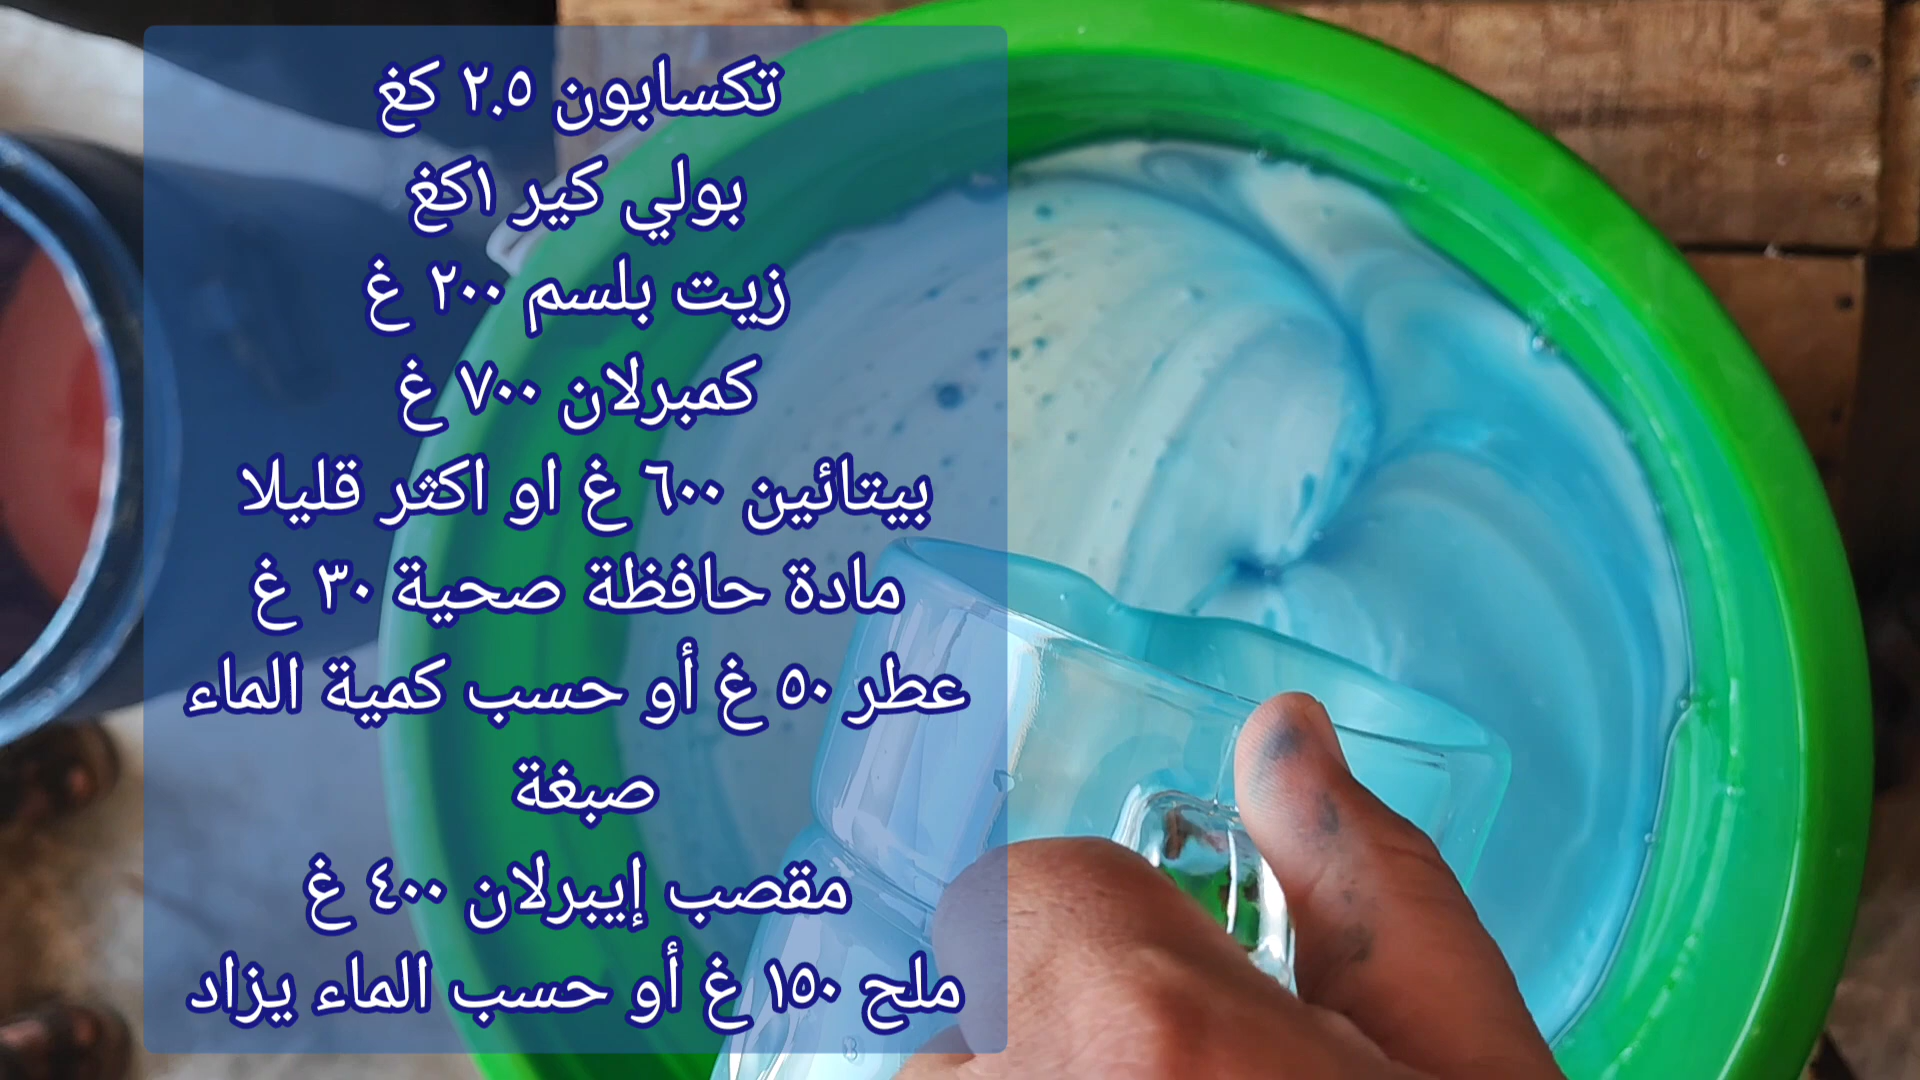 تكسابون ٢.٥ كغ
بولي كير ١كغ
زيت بلسم ٢٠٠ غ
كمبرلان ٧٠٠ غ
بيتائين ٦٠٠ غ او اكثر قليلا
مادة حافظة صحية ٣٠ غ
عطر ٥٠ غ أو حسب كمية الماء
صبغة
مقصب إيبرلان ٤٠٠ غ
ملح ١٥٠ غ أو حسب الماء يزاد